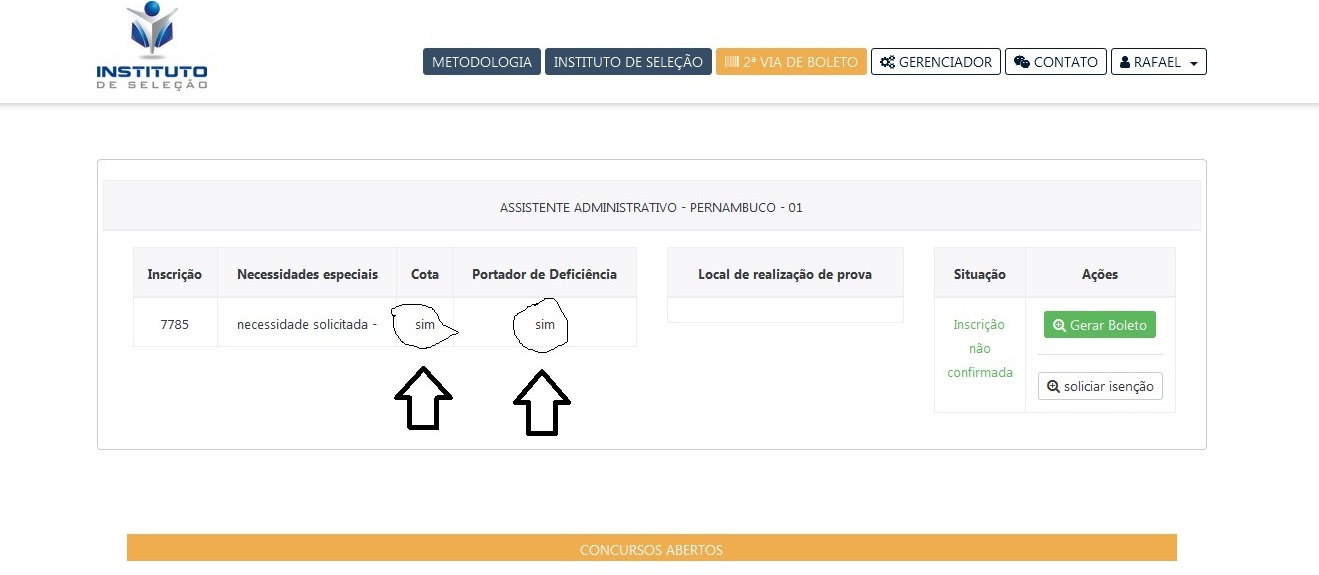 INSTITUTO
DE SELEÇÃO
METODOLOGIA
INSTITUTO DE SELEÇÃO
2ª VIA DE BOLETO
GERENCIADOR
CONTATO
RAFAEL
ASSISTENTE ADMINISTRATIVO - PERNAMBUCO - 01
Inscrição Necessidades especiais Cota Portador de Deficiência
7785 necessidade solicitada - sim sim
Local de realização de prova
Situação Ações
Inscrição
não
confirmada
Gerar Boleto
soliciar isenção
CONCURSOS ABERTOS